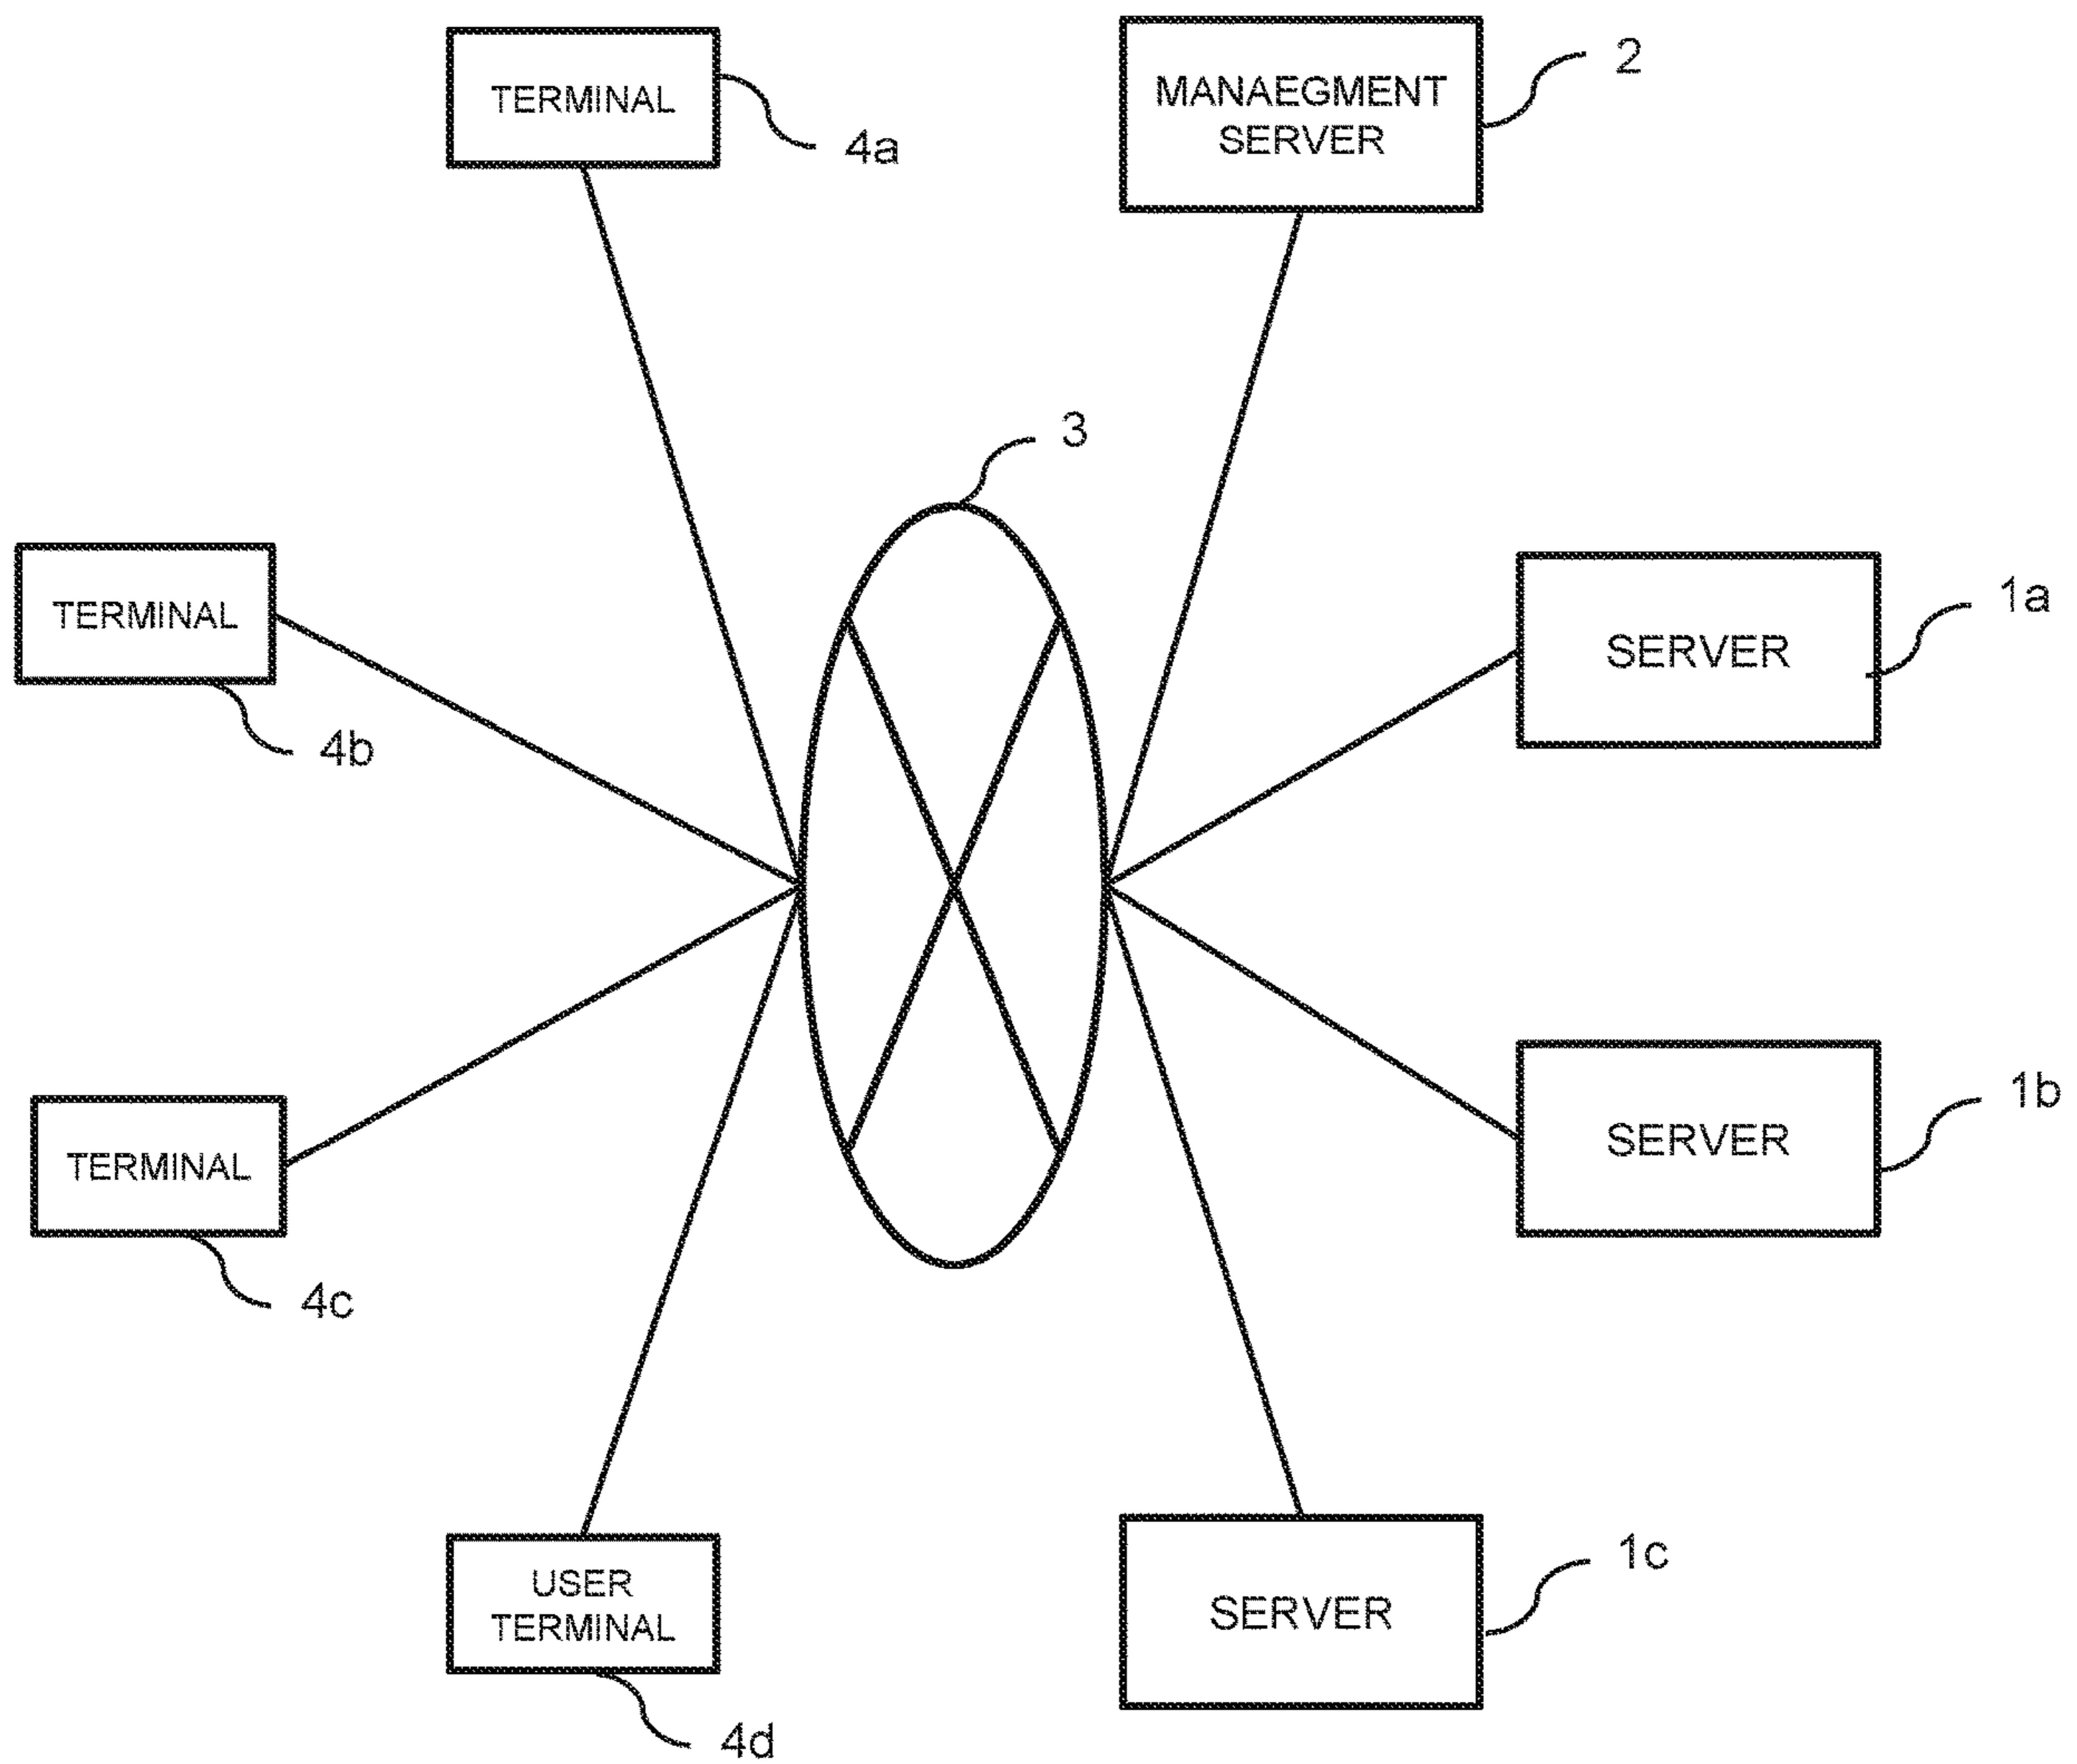 TERMINAL
4a
MANAEGMENT
SERVER
2
3
TERMINAL
4b
SERVER
1a
TERMINAL
4c
SERVER
1b
USER
TERMINAL
4d
SERVER
1c